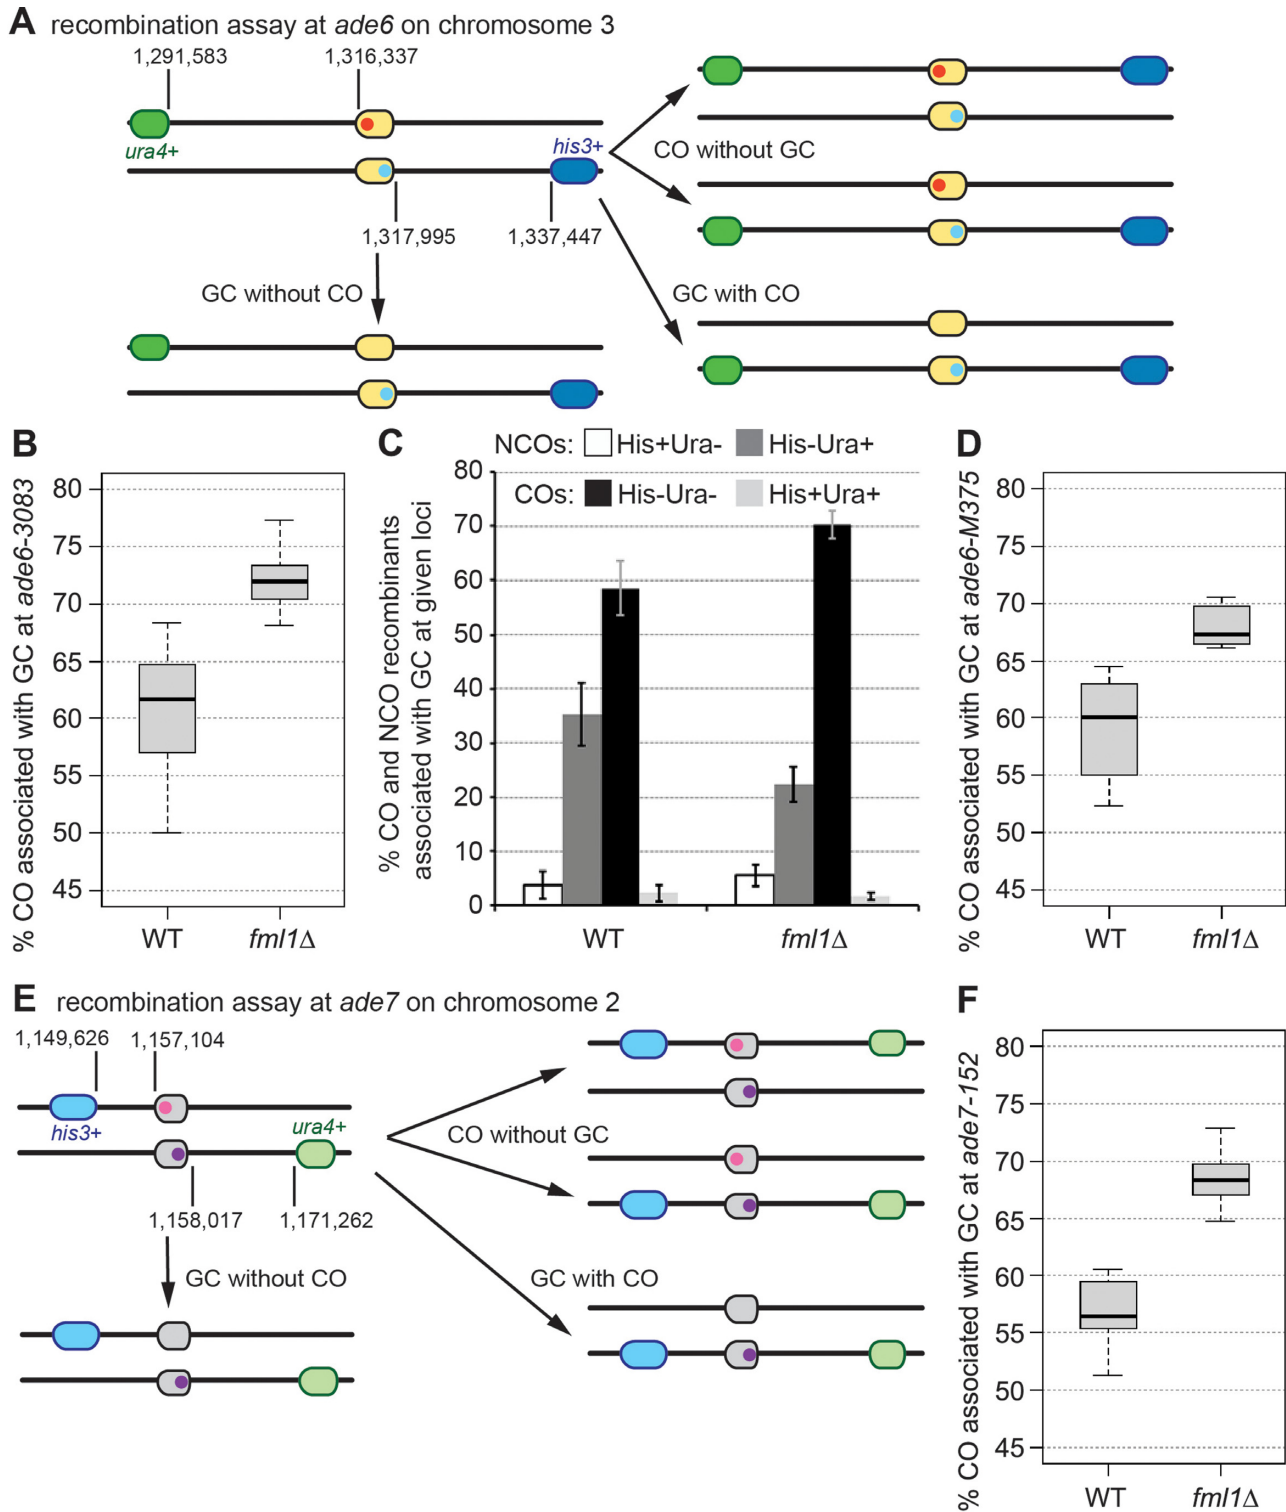 A recombination assay at ade6 on chromosome 3
1,291,583
1,316,337
ura4+
his3+
1,317,995
1,337,447
CO without GC
GC without CO
GC with CO
B
% CO associated with GC at ade6-3083
80
75
70
65
60
55
50
45
WT
fml1Δ
C
NCOs: His+Ura- His-Ura+
COs: His-Ura- His+Ura+
% CO and NCO recombinants
associated with GC at given loci
80
70
60
50
40
30
20
10
0
WT
fml1Δ
D
% CO associated with GC at ade6-M375
80
75
70
65
60
55
50
45
WT
fml1Δ
E recombination assay at ade7 on chromosome 2
1,149,626
1,157,104
his3+
ura4+
1,158,017
1,171,262
CO without GC
GC without CO
GC with CO
F
% CO associated with GC at ade7-152
80
75
70
65
60
55
50
45
WT
fml1Δ